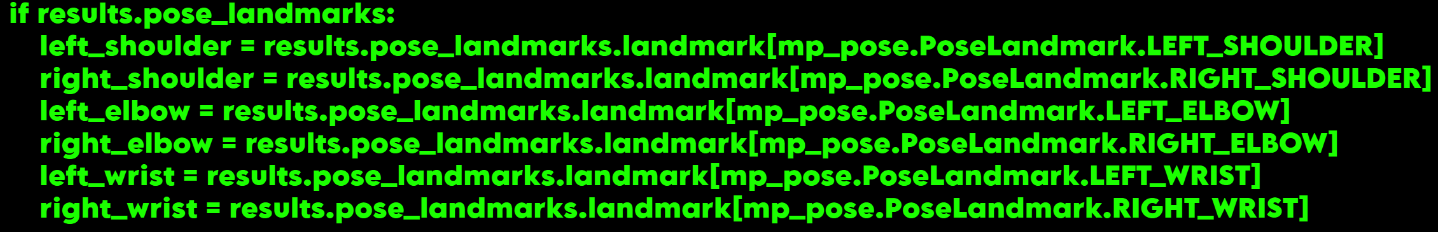 if results.pose_landmarks:
    left_shoulder = results.pose_landmarks.landmark[mp_pose.PoseLandmark.LEFT_SHOULDER]
    right_shoulder = results.pose_landmarks.landmark[mp_pose.PoseLandmark.RIGHT_SHOULDER]
    left_elbow = results.pose_landmarks.landmark[mp_pose.PoseLandmark.LEFT_ELBOW]
    right_elbow = results.pose_landmarks.landmark[mp_pose.PoseLandmark.RIGHT_ELBOW]
    left_wrist = results.pose_landmarks.landmark[mp_pose.PoseLandmark.LEFT_WRIST]
    right_wrist = results.pose_landmarks.landmark[mp_pose.PoseLandmark.RIGHT_WRIST]